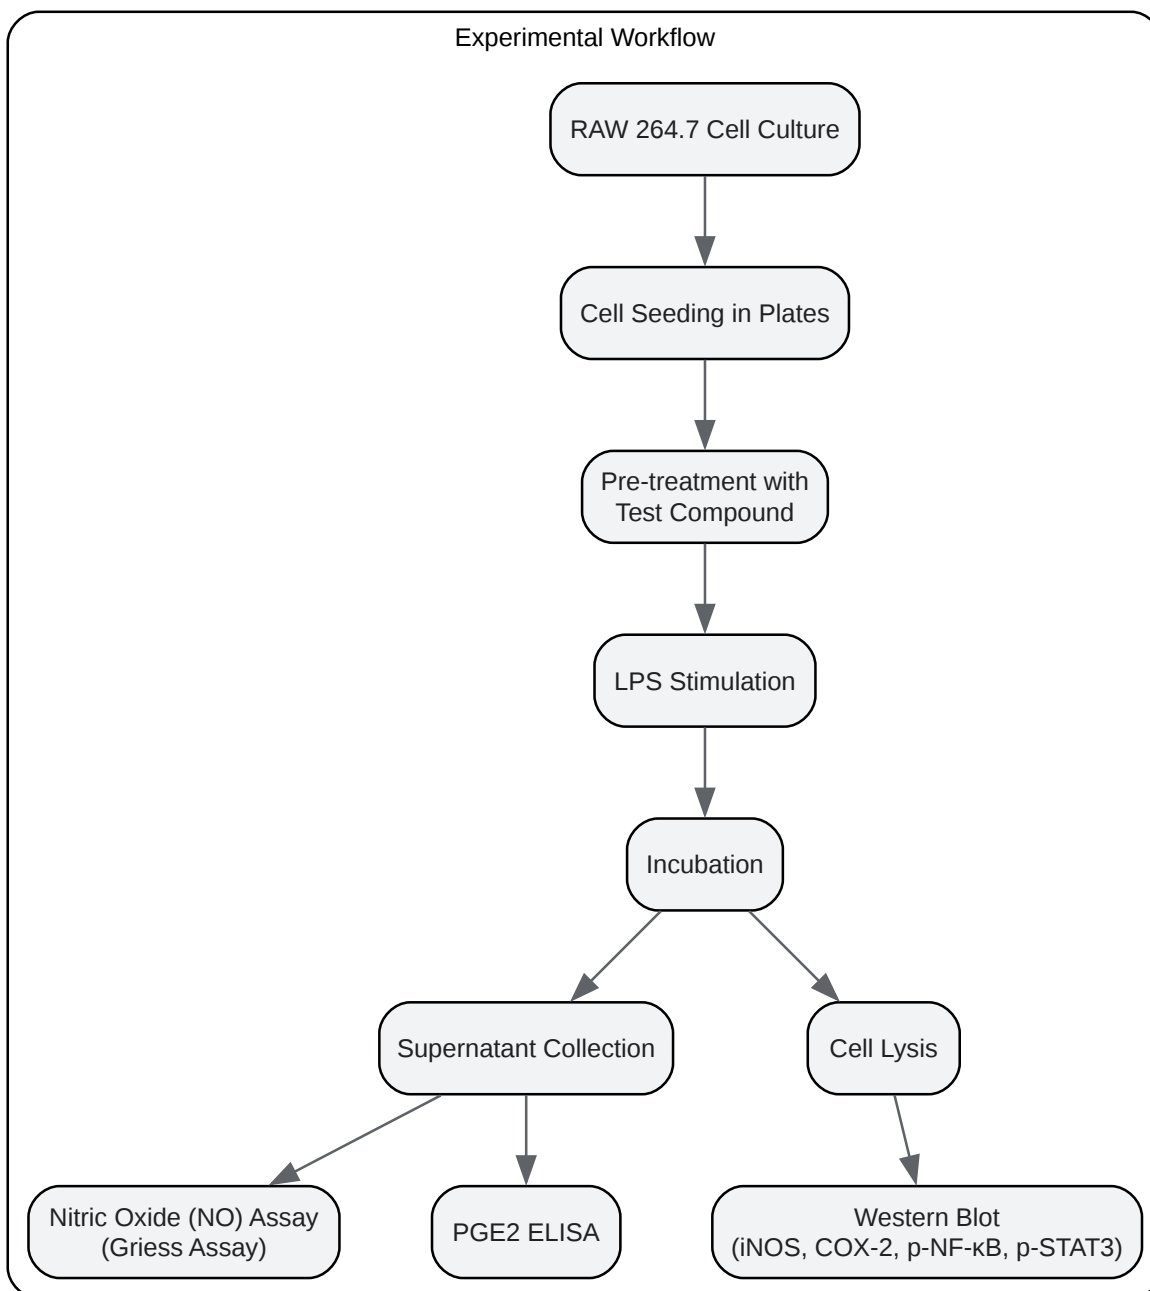 Experimental Workflow
RAW 264.7 Cell Culture
Cell Seeding in Plates
Pre-treatment with
Test Compound
LPS Stimulation
Incubation
Supernatant Collection
Cell Lysis
Nitric Oxide (NO) Assay
(Griess Assay)
PGE2 ELISA
Western Blot
(iNOS, COX-2, p-NF-κB, p-STAT3)